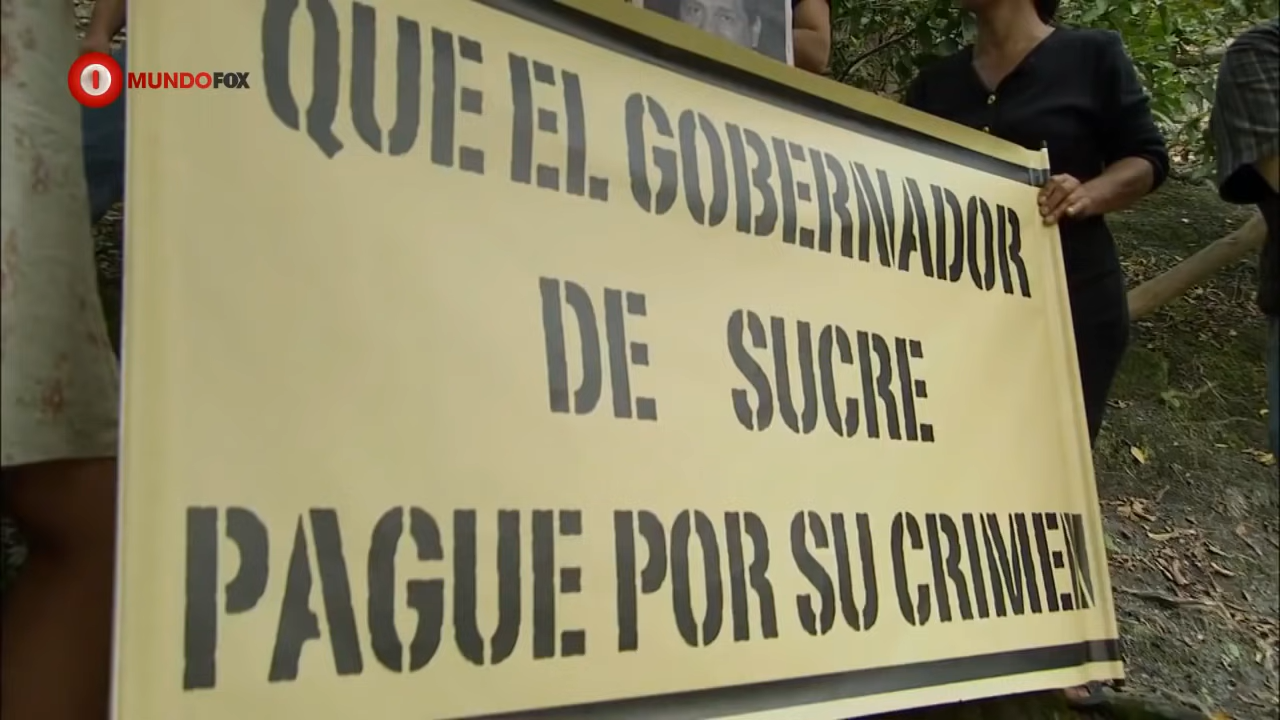 MUNDOFOX
QUE EL GOBERNADOR
DE SUCRE
PAGUE POR SU CRIMEN